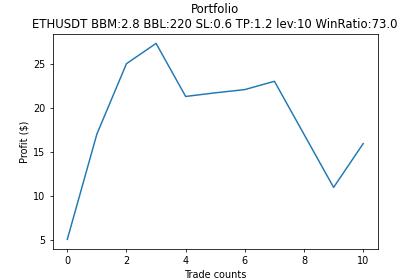 Portfolio
ETHUSDT BBM:2.8 BBL:220 SL:0.6 TP:1.2 lev:10 WinRatio:73.0
25
20
15
10
5
Profit ($)
0 2 4 6 8 10
Trade counts